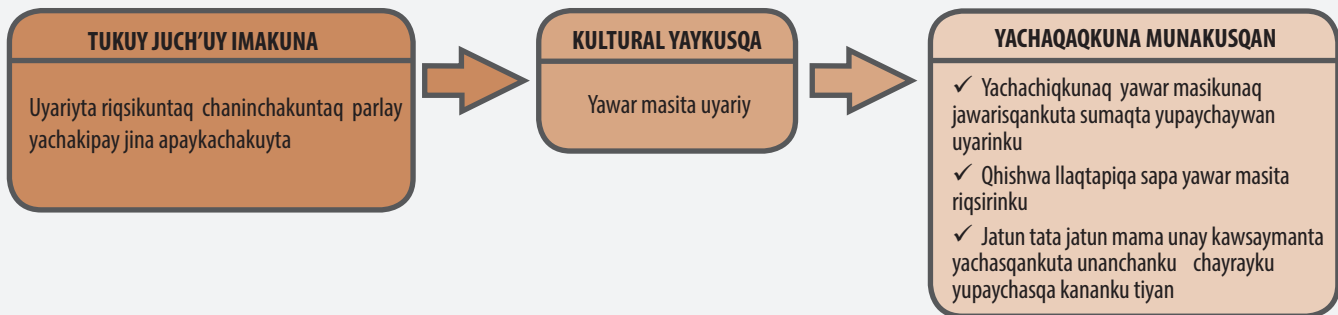 TUKUY JUCH'UY IMAKUNA
Uyariyta riqsikuntaq chaninchakuntaq parlay
yachakipay jina apaykachakuyta
KULTURAL YAYKUSQA
Yawar masita uyariy
YACHAQAQKUNA MUNAKUSQAN
✓ Yachachiqkunaq yawar masikunaq
jawarisqankuta sumaqta yupaychaywan
uyarinku
✓ Qhishwa llaqtapiqa sapa yawar masita
riqsirinku
✓ Jatun tata jatun mama unay kawsaymanta
yachasqankuta unanchanku chayrayku
yupaychasqa kananku tiyan